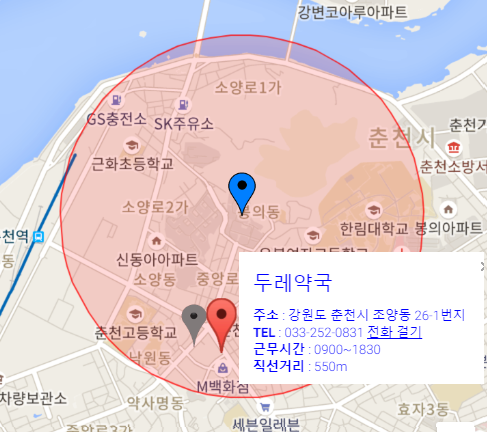 강변코아루아파트
소양로1가
GS충전소
SK주유소
춘천시
춘천기
근화초등학교
춘천소방서
소양로2가
봉의동
한림대학교
봉의아파트
천역
신동아아파트
소양동
중앙로
두레약국
주소 : 강원도 춘천시 조양동 26-1번지
TEL : 033-252-0831 전화 걸기
근무시간 : 0900~1830
직선거리 : 550m
춘천고등학교
낙원동
M백화점
차량보관소
약사명동
세븐일레븐
효자3동
중앙로3가